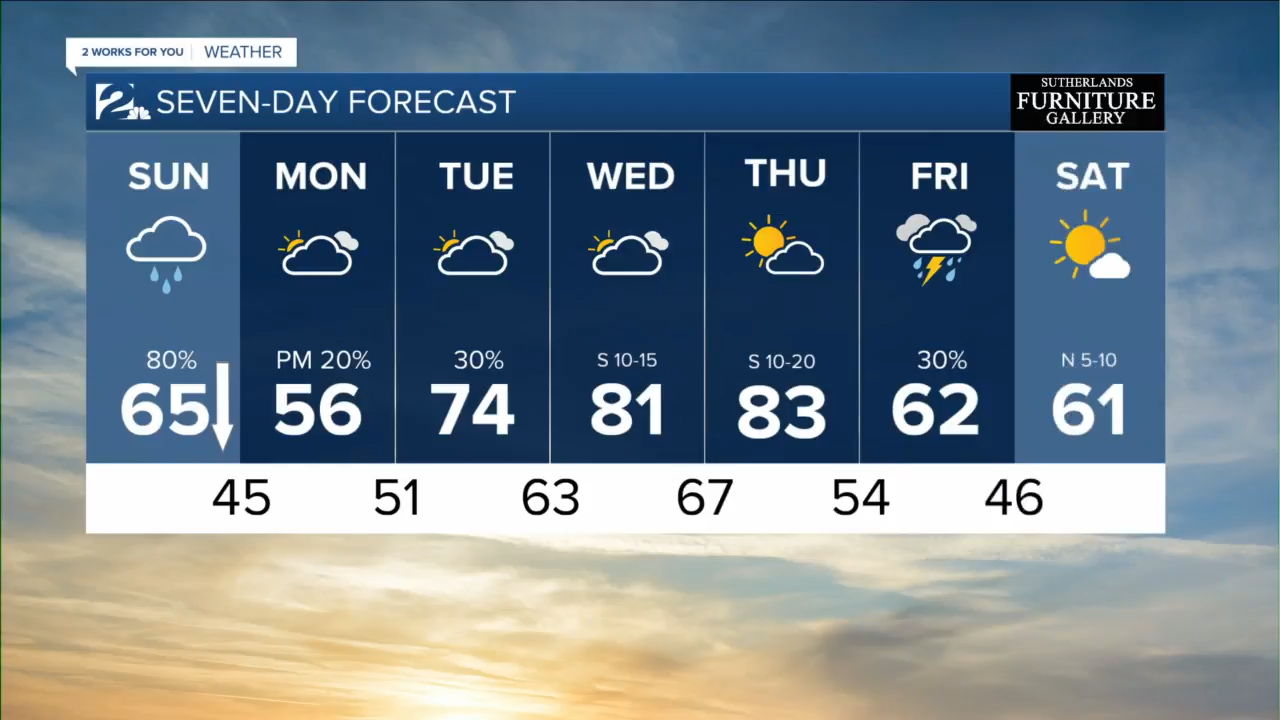 2 WORKS FOR YOU | WEATHER
2 SEVEN-DAY FORECAST
SUTHERLANDS
FURNITURE
GALLERY
SUN MON TUE WED THU FRI SAT
80% PM 20% 30% S 10-15 S 10-20 30% N 5-10
65 56 74 81 83 62 61
45 51 63 67 54 46